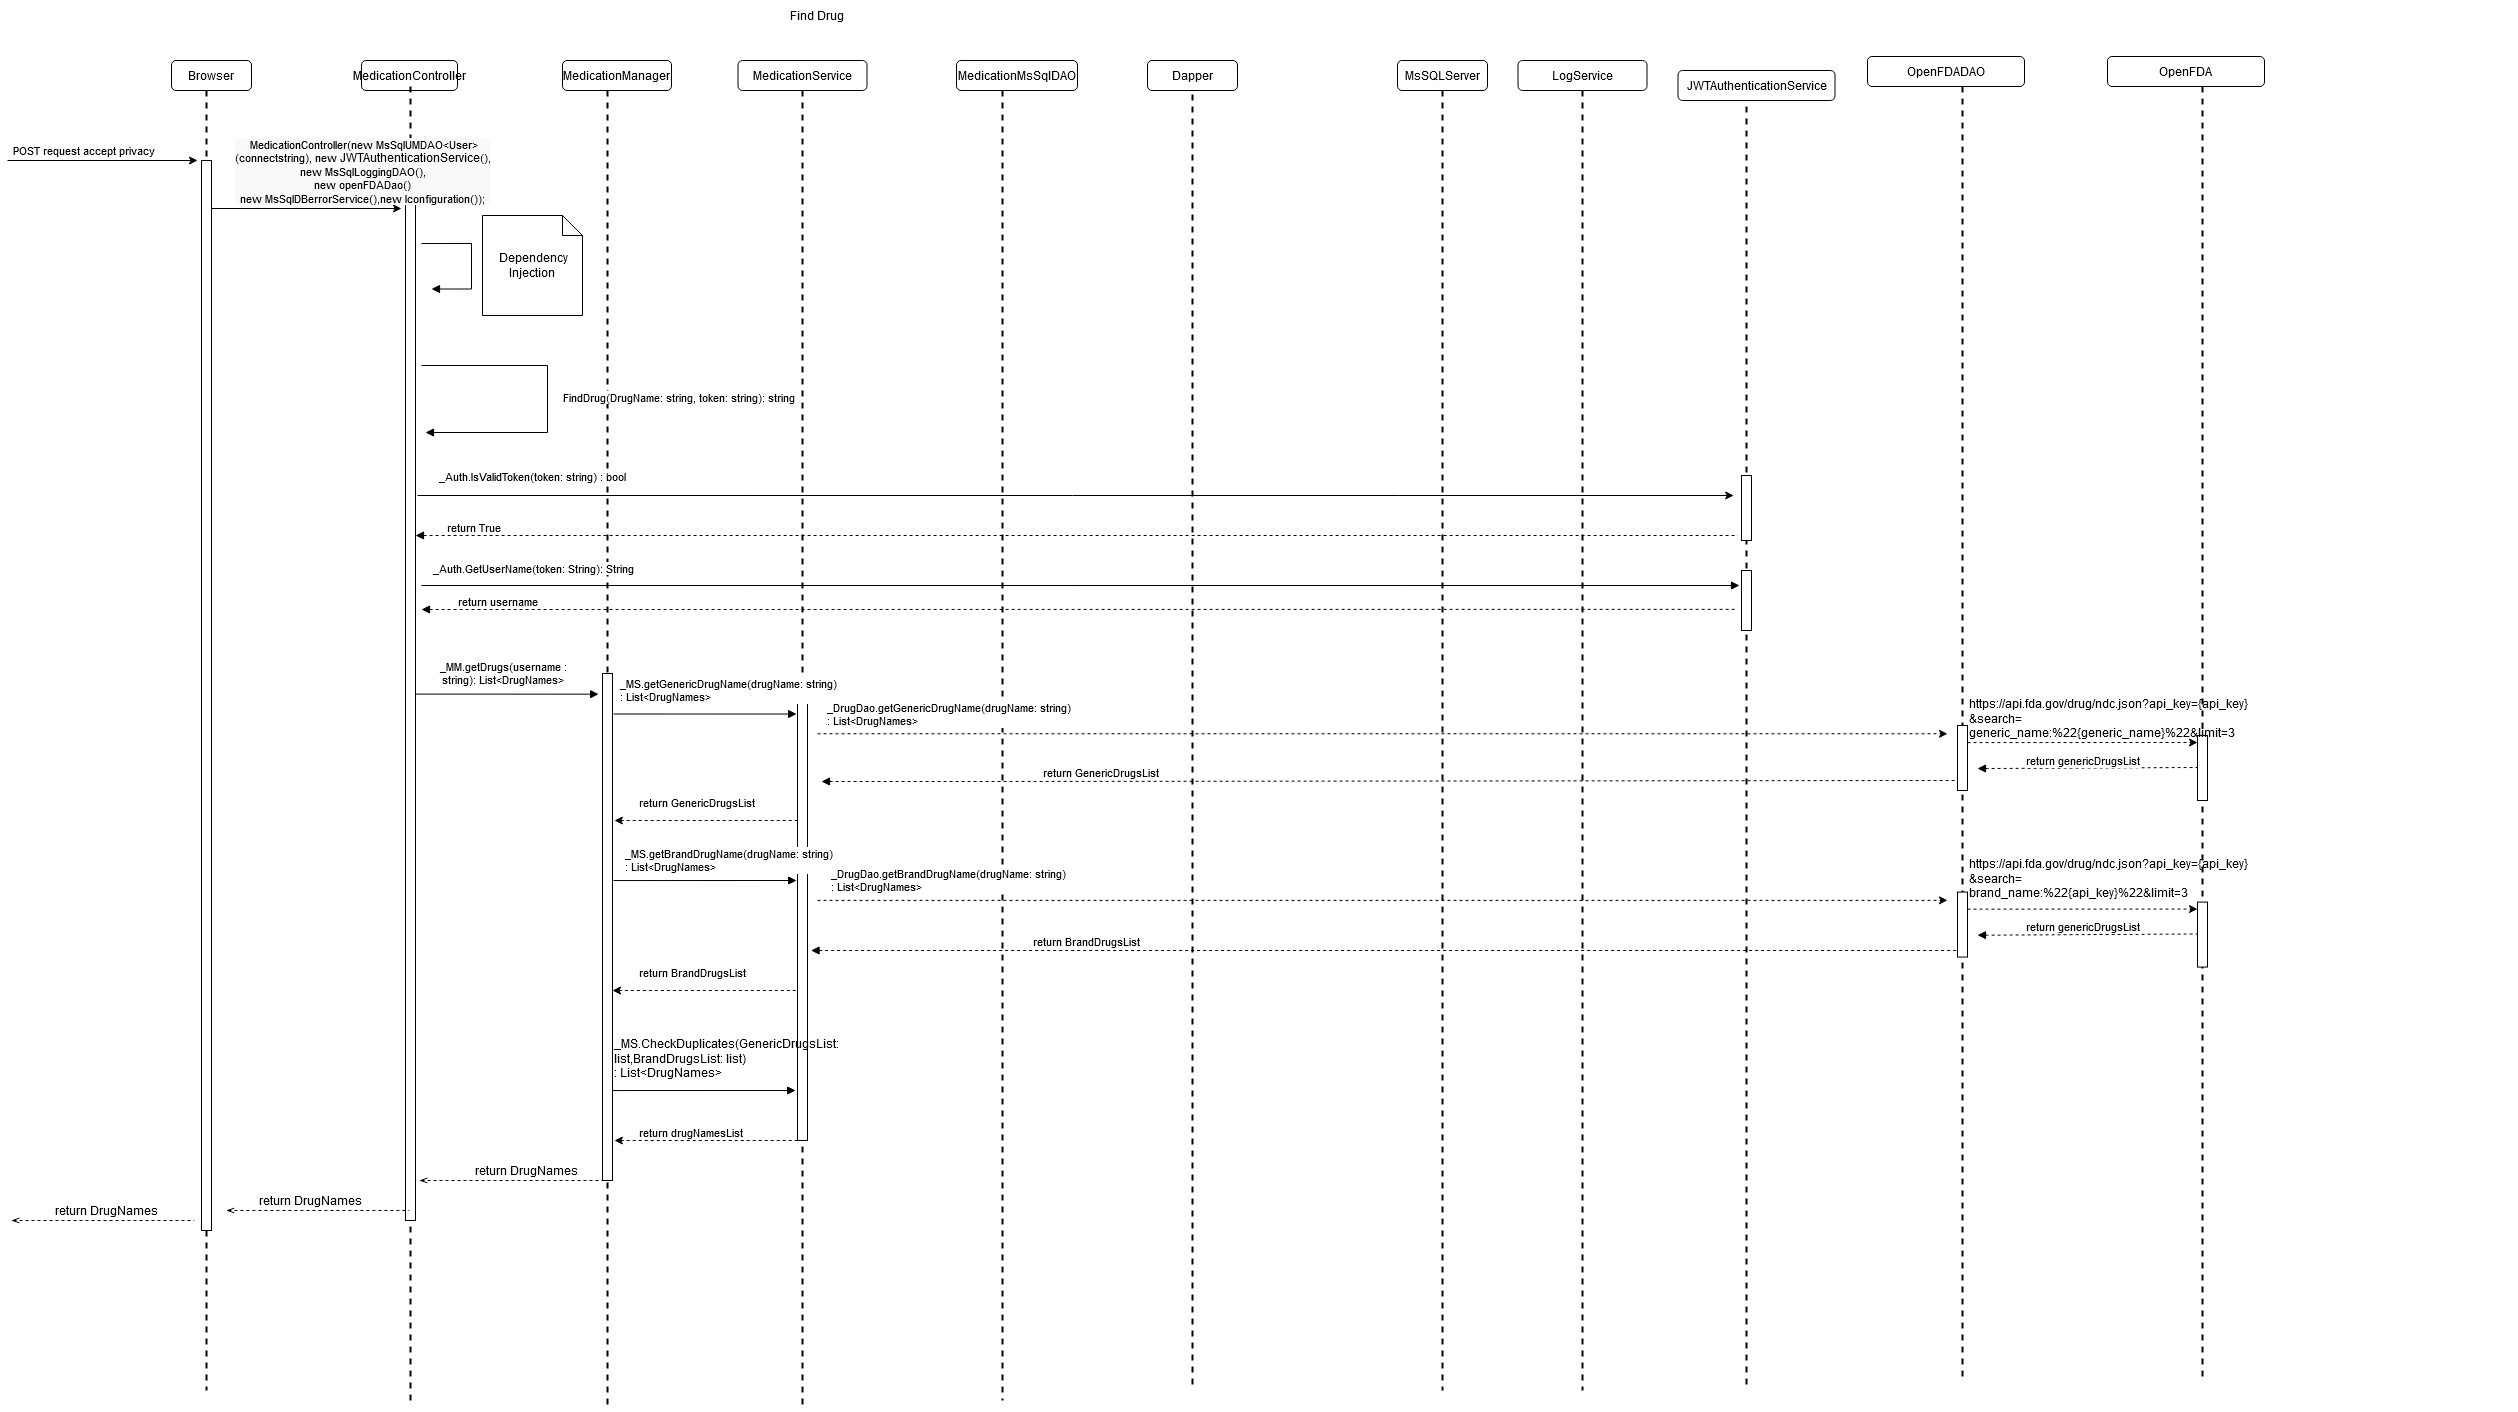 Find Drug
Browser
MedicationController
MedicationManager
MedicationService
MedicationMsSqlDAO
Dapper
MsSQLServer
LogService
JWTAuthenticationService
OpenFDADAO
OpenFDA
POST request accept privacy
MedicationController(new MsSqlUMDAO<User>
(connectstring), new JWTAuthenticationService(),
new MsSqlLoggingDAO(),
new openFDADao()
new MsSqlDBerrorService(),new Iconfiguration());
Dependency
Injection
FindDrug(DrugName: string, token: string): string
_Auth.IsValidToken(token: string) : bool
return True
_Auth.GetUserName(token: String): String
return username
_MM.getDrugs(username :
string): List<DrugNames>
_MS.getGenericDrugName(drugName: string)
: List<DrugNames>
_DrugDao.getGenericDrugName(drugName: string)
: List<DrugNames>
https://api.fda.gov/drug/ndc.json?api_key={api_key}
&search=
generic_name:%22{generic_name}%22&limit=3
return genericDrugsList
return GenericDrugsList
return GenericDrugsList
_MS.getBrandDrugName(drugName: string)
: List<DrugNames>
_DrugDao.getBrandDrugName(drugName: string)
: List<DrugNames>
https://api.fda.gov/drug/ndc.json?api_key={api_key}
&search=
brand_name:%22{api_key}%22&limit=3
return genericDrugsList
return BrandDrugsList
return BrandDrugsList
_MS.CheckDuplicates(GenericDrugsList:
list,BrandDrugsList: list)
: List<DrugNames>
return drugNamesList
return DrugNames
return DrugNames
return DrugNames